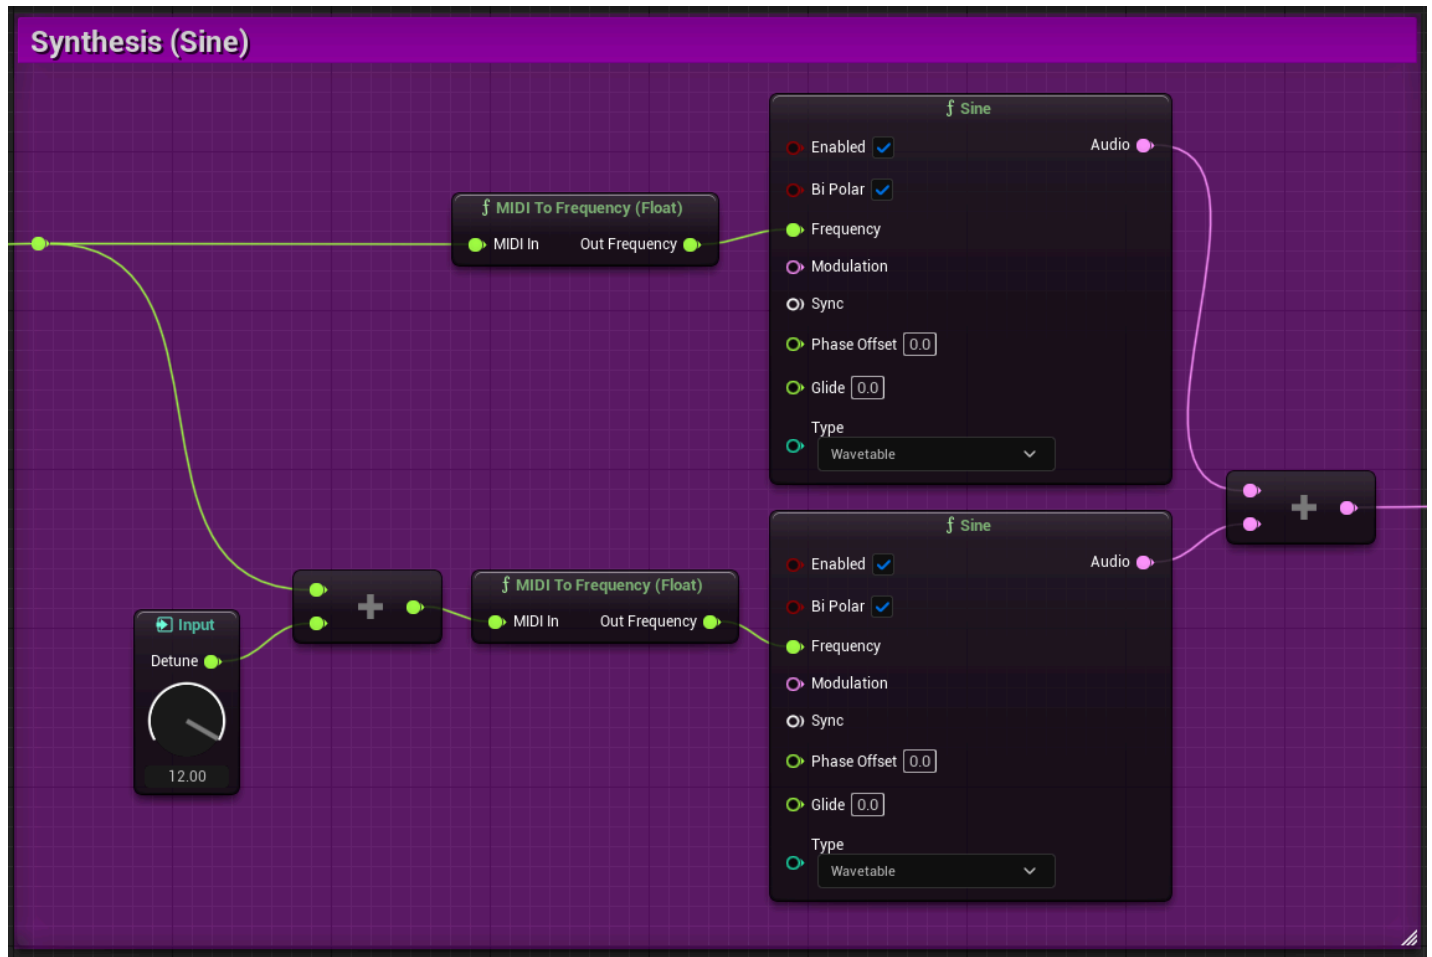 Synthesis (Sine)
f Sine
Enabled
Audio
Bi Polar
f MIDI To Frequency (Float)
MIDI In Out Frequency
Frequency
Modulation
Sync
Phase Offset 0.0
Glide 0.0
Type
Wavetable
f Sine
Enabled
Audio
Bi Polar
f MIDI To Frequency (Float)
MIDI In Out Frequency
Input
Detune
12.00
Frequency
Modulation
Sync
Phase Offset 0.0
Glide 0.0
Type
Wavetable